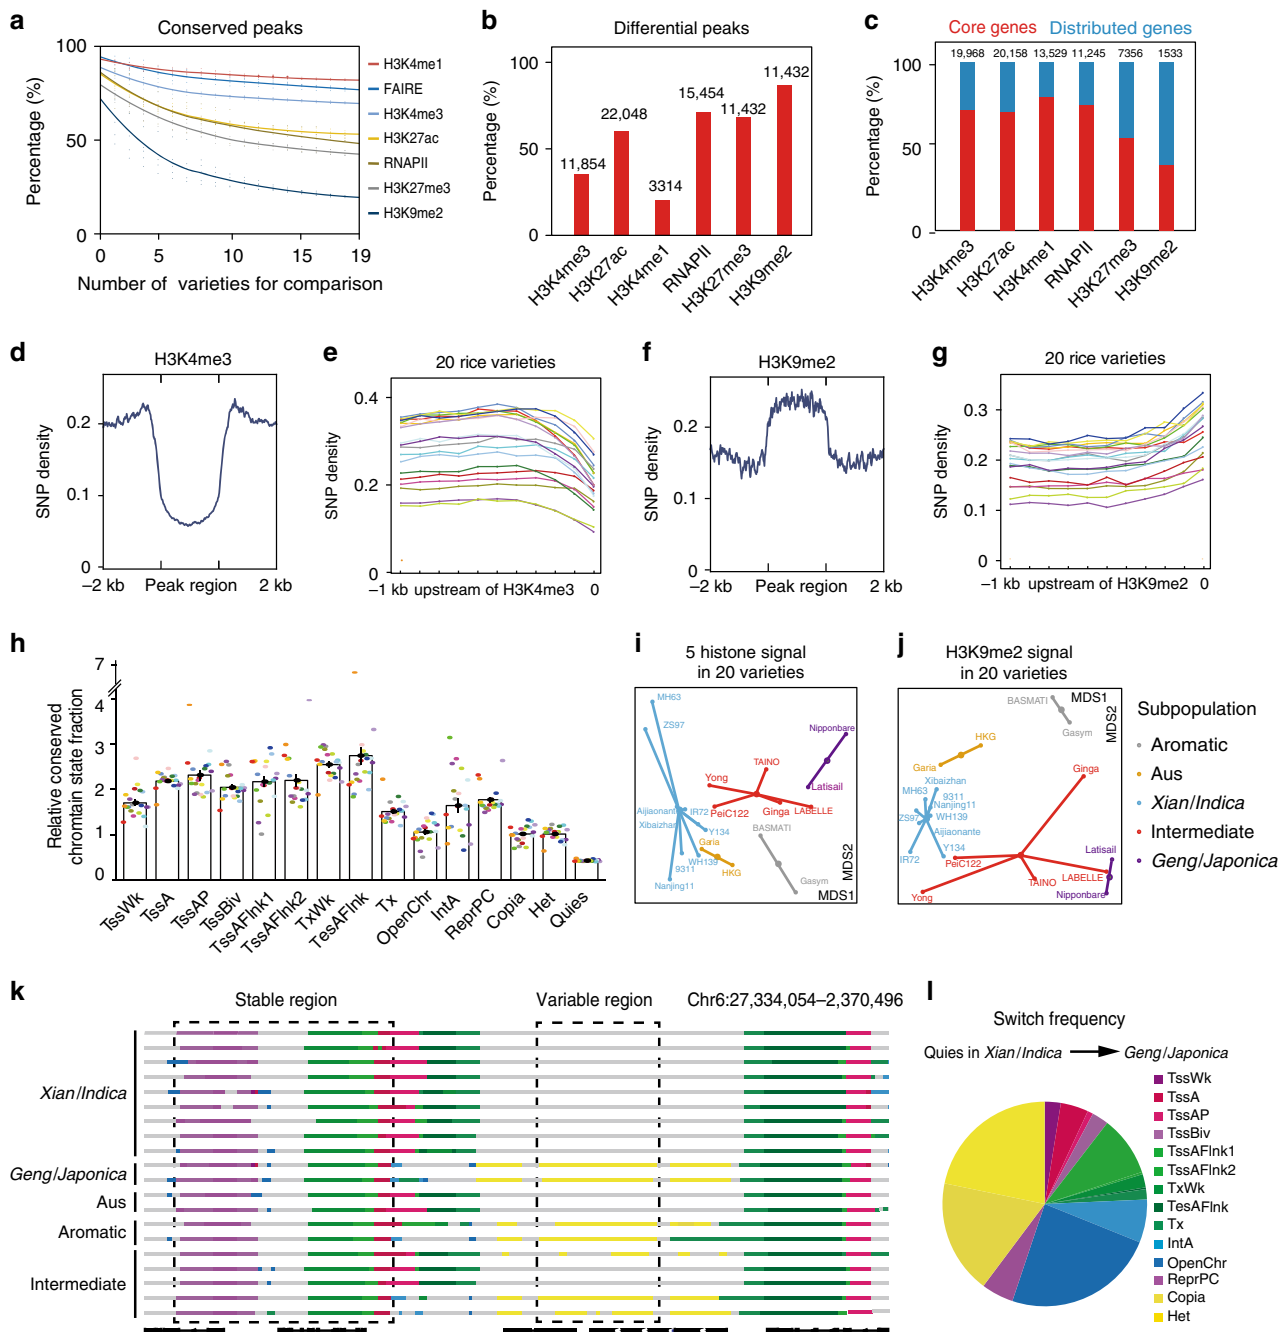 a
Conserved peaks
Percentage (%)
100
50
0
0 5 10 15 19
Number of varieties for comparison
H3K4me1
FAIRE
H3K4me3
H3K27ac
RNAPII
H3K27me3
H3K9me2
b
Differential peaks
Percentage (%)
100
50
0
11,854
22,048
3314
15,454
11,432
11,432
H3K4me3
H3K27ac
H3K4me1
RNAPII
H3K27me3
H3K9me2
c
Core genes Distributed genes
19,968 20,158 13,529 11,245 7356 1533
Percentage (%)
100
50
0
H3K4me3
H3K27ac
H3K4me1
RNAPII
H3K27me3
H3K9me2
d
H3K4me3
SNP density
0.2
0.1
0
−2 kb Peak region 2 kb
e
20 rice varieties
SNP density
0.4
0.2
0
−1 kb upstream of H3K4me3 0
f
H3K9me2
SNP density
0.2
0.1
0
−2 kb Peak region 2 kb
g
20 rice varieties
SNP density
0.3
0.2
0.1
0
−1 kb upstream of H3K9me2 0
h
Relative conserved
chromtain state fraction
7
4
3
2
1
0
TssWk
TssA
TssAP
TssBiv
TssAFlnk1
TssAFlnk2
TxWk
TesAFlnk
Tx
OpenChr
IntA
ReprPC
Copia
Het
Quies
i
5 histone signal
in 20 varieties
MH63
ZS97
Nipponbare
TAINO
Yong
Latisail
Aijiaonante
IR72
PeiC122
Ginga
LABELLE
Xibaizhan
Y134
BASMATI
Garia
WH139
9311
HKG
Nanjing11
Gasym
MDS2
MDS1
j
H3K9me2 signal
in 20 varieties
BASMATI
MDS1
MDS2
Gasym
HKG
Garia
Ginga
Xibaizhan
MH63
9311
Nanjing11
ZS97
WH139
Aijiaonante
Y134
IR72
PeiC122
Latisail
LABELLE
TAINO
Yong
Nipponbare
Subpopulation
Aromatic
Aus
Xian/Indica
Intermediate
Geng/Japonica
k
Stable region
Variable region
Chr6:27,334,054–2,370,496
Xian/Indica
Geng/Japonica
Aus
Aromatic
Intermediate
l
Switch frequency
Quies in Xian/Indica Geng/Japonica
TssWk
TssA
TssAP
TssBiv
TssAFlnk1
TssAFlnk2
TxWk
TesAFlnk
Tx
IntA
OpenChr
ReprPC
Copia
Het